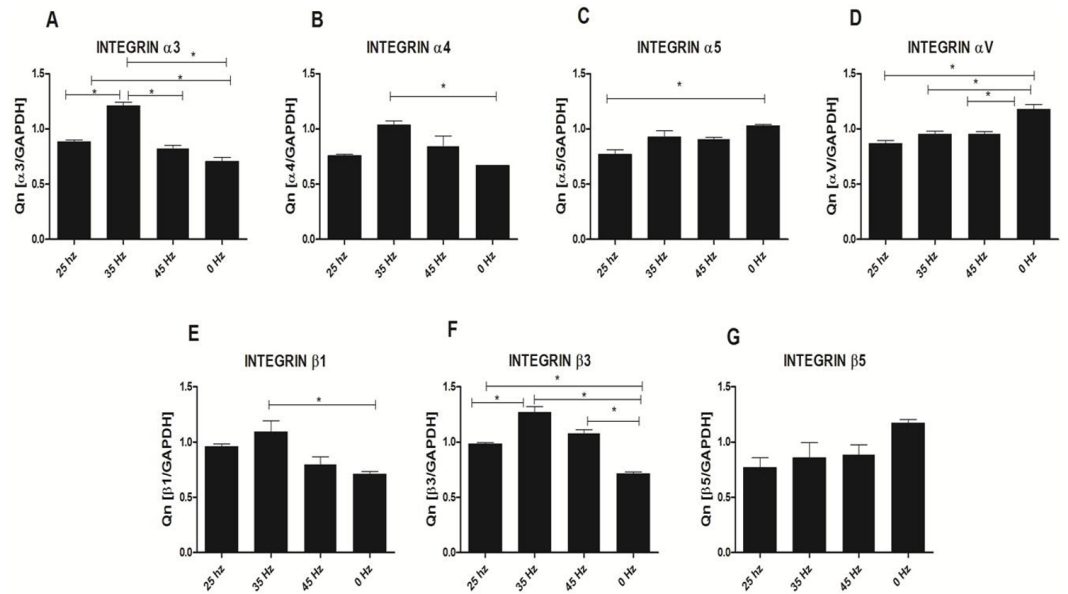 A
INTEGRIN α3
Qn [α3/GAPDH]
1.5
1.0
0.5
0.0
* * * *
25 hz
35 Hz
45 Hz
0 Hz
B
INTEGRIN α4
Qn [α4/GAPDH]
1.5
1.0
0.5
0.0
*
25 hz
35 Hz
45 Hz
0 Hz
C
INTEGRIN α5
Qn [α5/GAPDH]
1.5
1.0
0.5
0.0
*
25 hz
35 Hz
45 Hz
0 Hz
D
INTEGRIN αV
Qn [αV/GAPDH]
1.5
1.0
0.5
0.0
* * *
25 hz
35 Hz
45 Hz
0 Hz
E
INTEGRIN β1
Qn [β1/GAPDH]
1.5
1.0
0.5
0.0
*
25 hz
35 Hz
45 Hz
0 Hz
F
INTEGRIN β3
Qn [β3/GAPDH]
1.5
1.0
0.5
0.0
* * * *
25 hz
35 Hz
45 Hz
0 Hz
G
INTEGRIN β5
Qn [β5/GAPDH]
1.5
1.0
0.5
0.0
25 hz
35 Hz
45 Hz
0 Hz